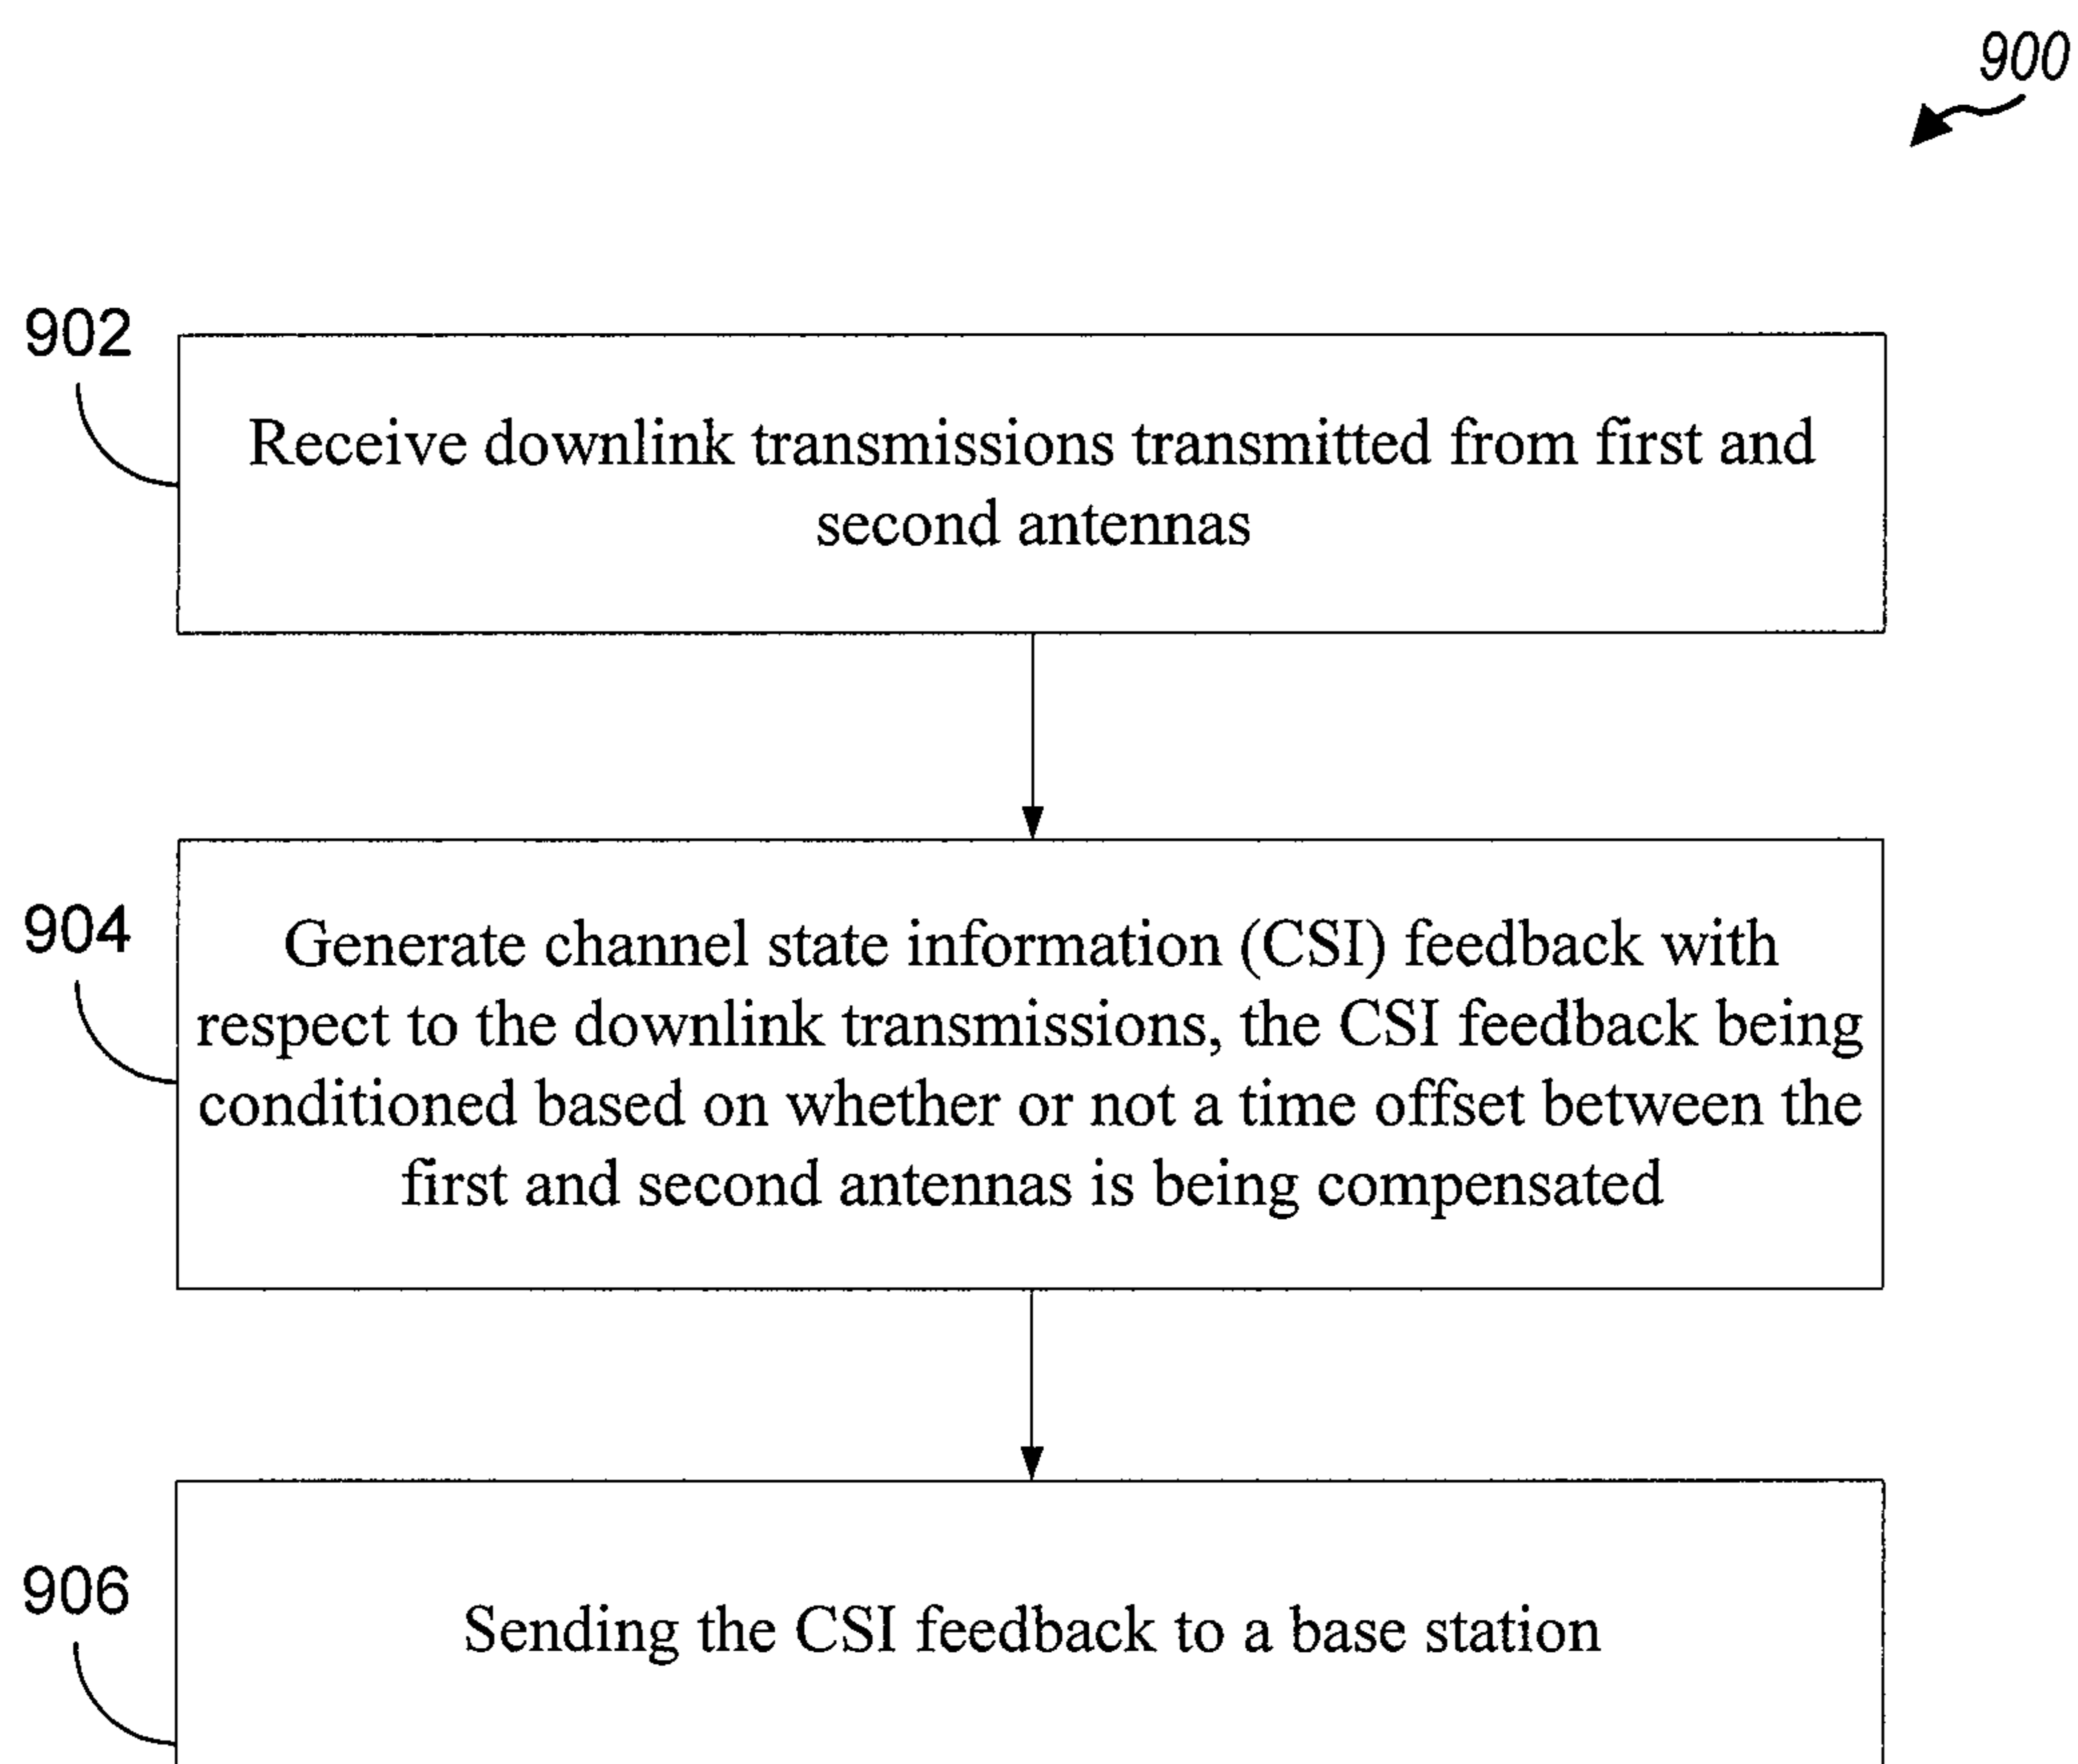 900
902
Receive downlink transmissions transmitted from first and
second antennas
904
Generate channel state information (CSI) feedback with
respect to the downlink transmissions, the CSI feedback being
conditioned based on whether or not a time offset between the
first and second antennas is being compensated
906
Sending the CSI feedback to a base station